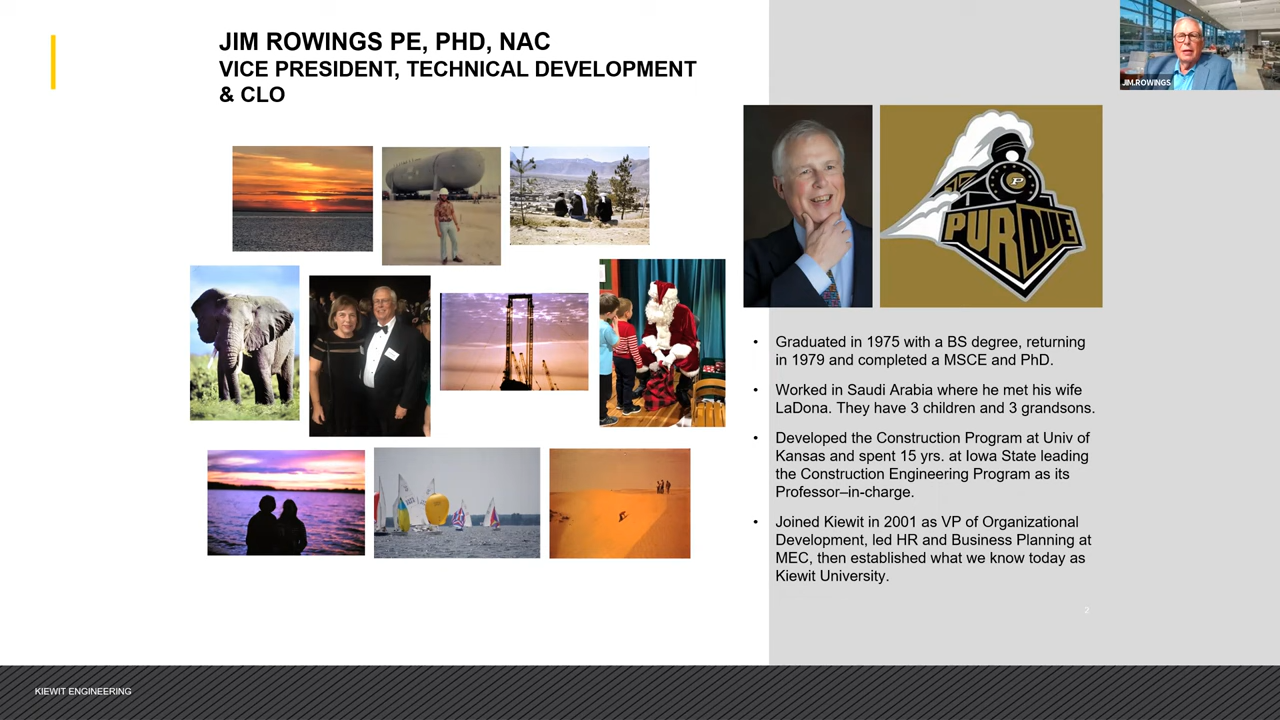 JIM ROWINGS PE, PHD, NAC
VICE PRESIDENT, TECHNICAL DEVELOPMENT
& CLO
JIM.ROWINGS
P
PURDUE
• Graduated in 1975 with a BS degree, returning
in 1979 and completed a MSCE and PhD.
• Worked in Saudi Arabia where he met his wife
LaDona. They have 3 children and 3 grandsons.
• Developed the Construction Program at Univ of
Kansas and spent 15 yrs. at Iowa State leading
the Construction Engineering Program as its
Professor–in-charge.
• Joined Kiewit in 2001 as VP of Organizational
Development, led HR and Business Planning at
MEC, then established what we know today as
Kiewit University.
2
KIEWIT ENGINEERING